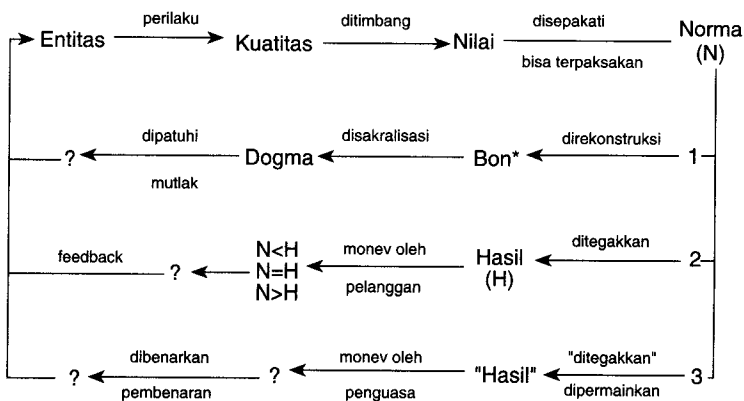 perilaku
ditimbang
disepakati
Entitas
Kuatitas
Nilai
Norma
(N)
bisa terpaksakan
dipatuhi
disakralisasi
direkonstruksi
?
Dogma
Bon*
1
mutlak
feedback
?
N<H
N=H
N>H
monev oleh
pelanggan
Hasil
(H)
ditegakkan
2
dibenarkan
monev oleh
"ditegakkan"
?
?
"Hasil"
3
pembenaran
penguasa
dipermainkan